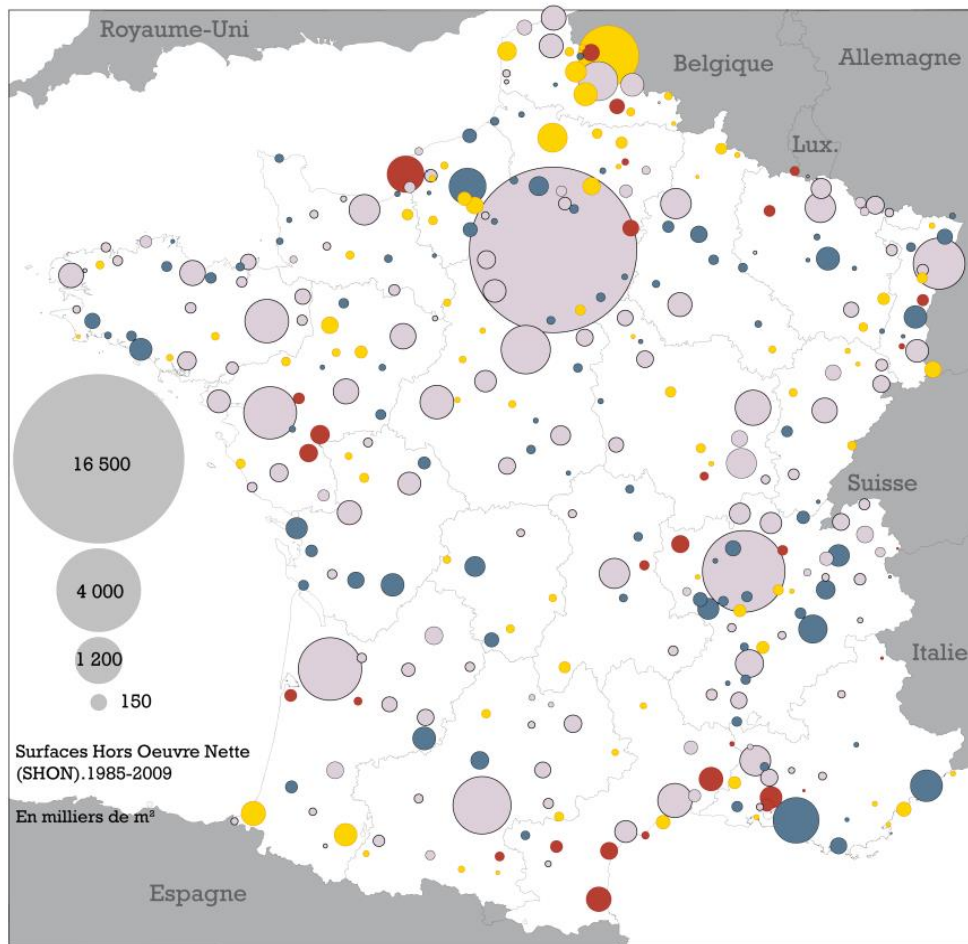 Royaume-Uni
Belgique
Allemagne
Lux.
16 500
Suisse
4 000
1 200
Italie
150
Surfaces Hors Oeuvre Nette
(SHON).1985-2009
En milliers de m²
Espagne